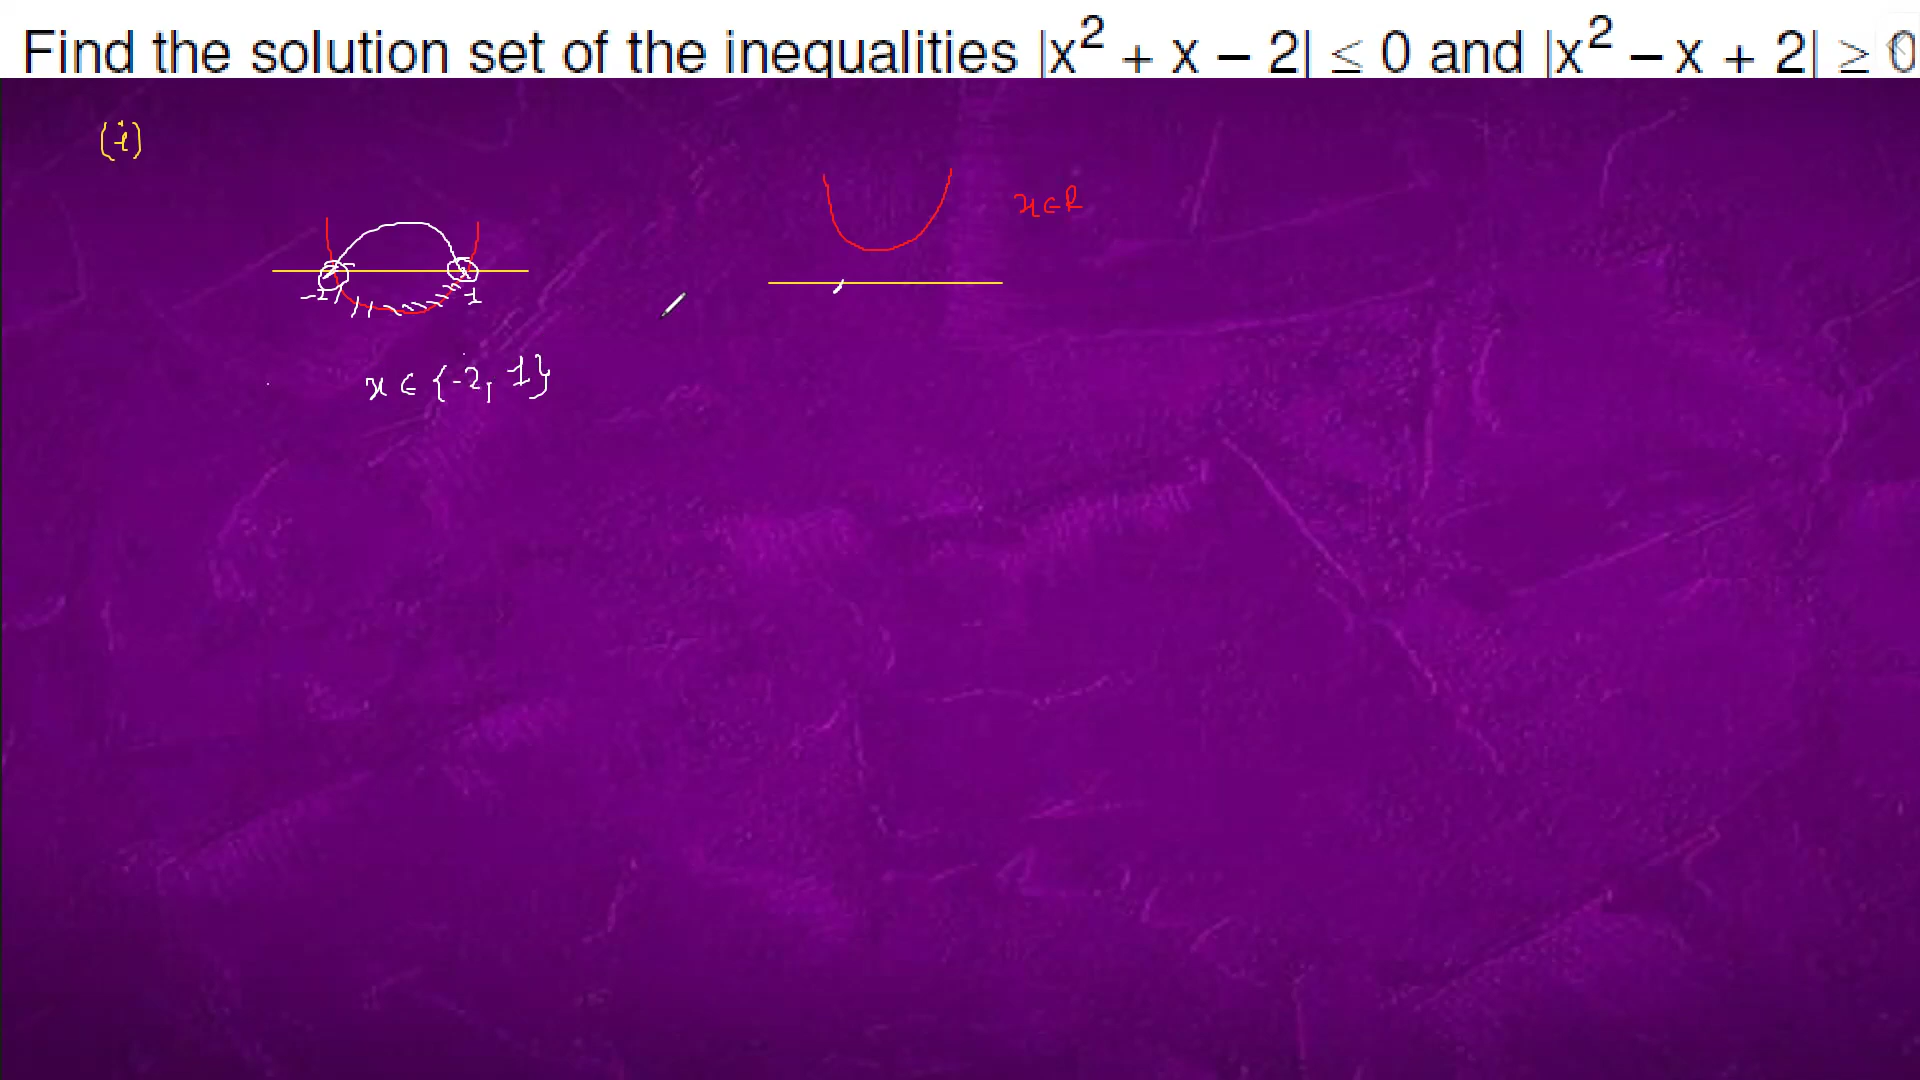 Find the solution set of the inequalities |x² + x – 2| ≤ 0 and |x² – x + 2| ≥ 0
(i)
x ∈ R
-2 1
x ∈ {-2, 1}